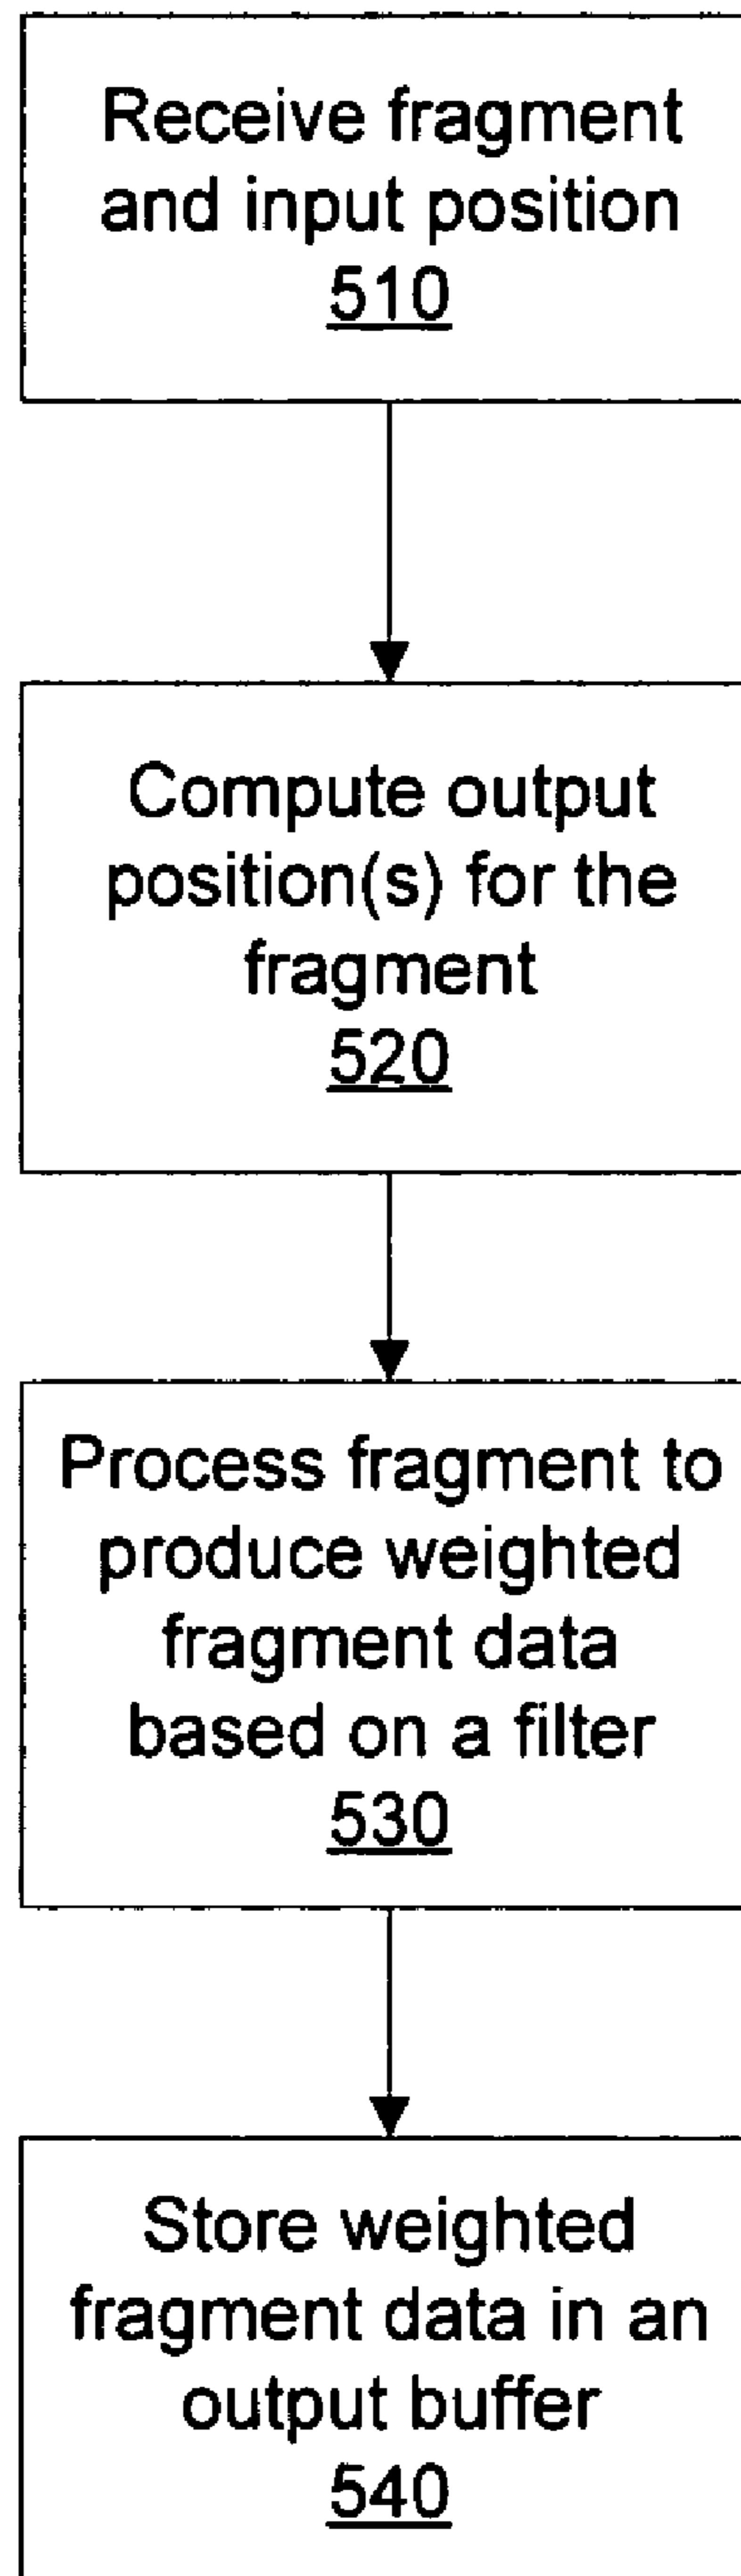 Receive fragment
and input position
510
Compute output
position(s) for the
fragment
520
Process fragment to
produce weighted
fragment data
based on a filter
530
Store weighted
fragment data in an
output buffer
540